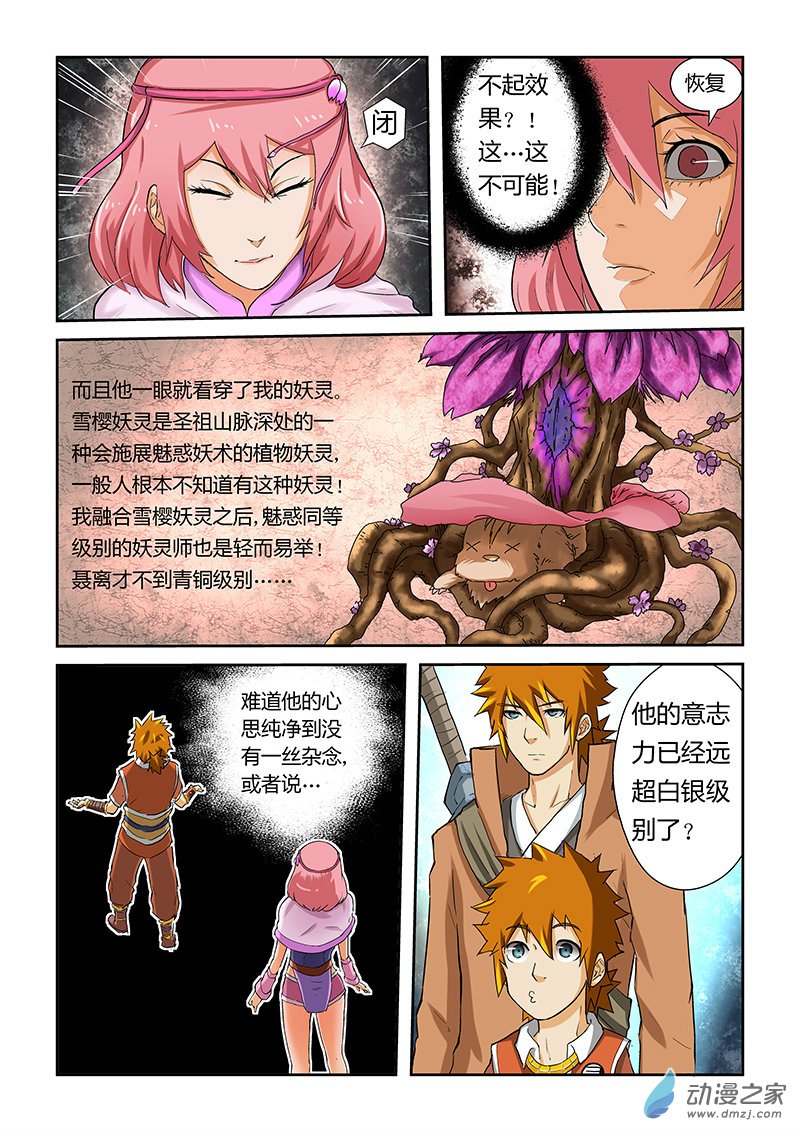 闭
不起效
果？！
这…这
不可能！
恢复
而且他一眼就看穿了我的妖灵。
雪樱妖灵是圣祖山脉深处的一
种会施展魅惑妖术的植物妖灵，
一般人根本不知道有这种妖灵！
我融合雪樱妖灵之后，魅惑同等
级别的妖灵师也是轻而易举！
聂离才不到青铜级别……
难道他的心
思纯净到没
有一丝杂念，
或者说…
他的意志
力已经远
超白银级
别了？
动漫之家
www.dmzj.com